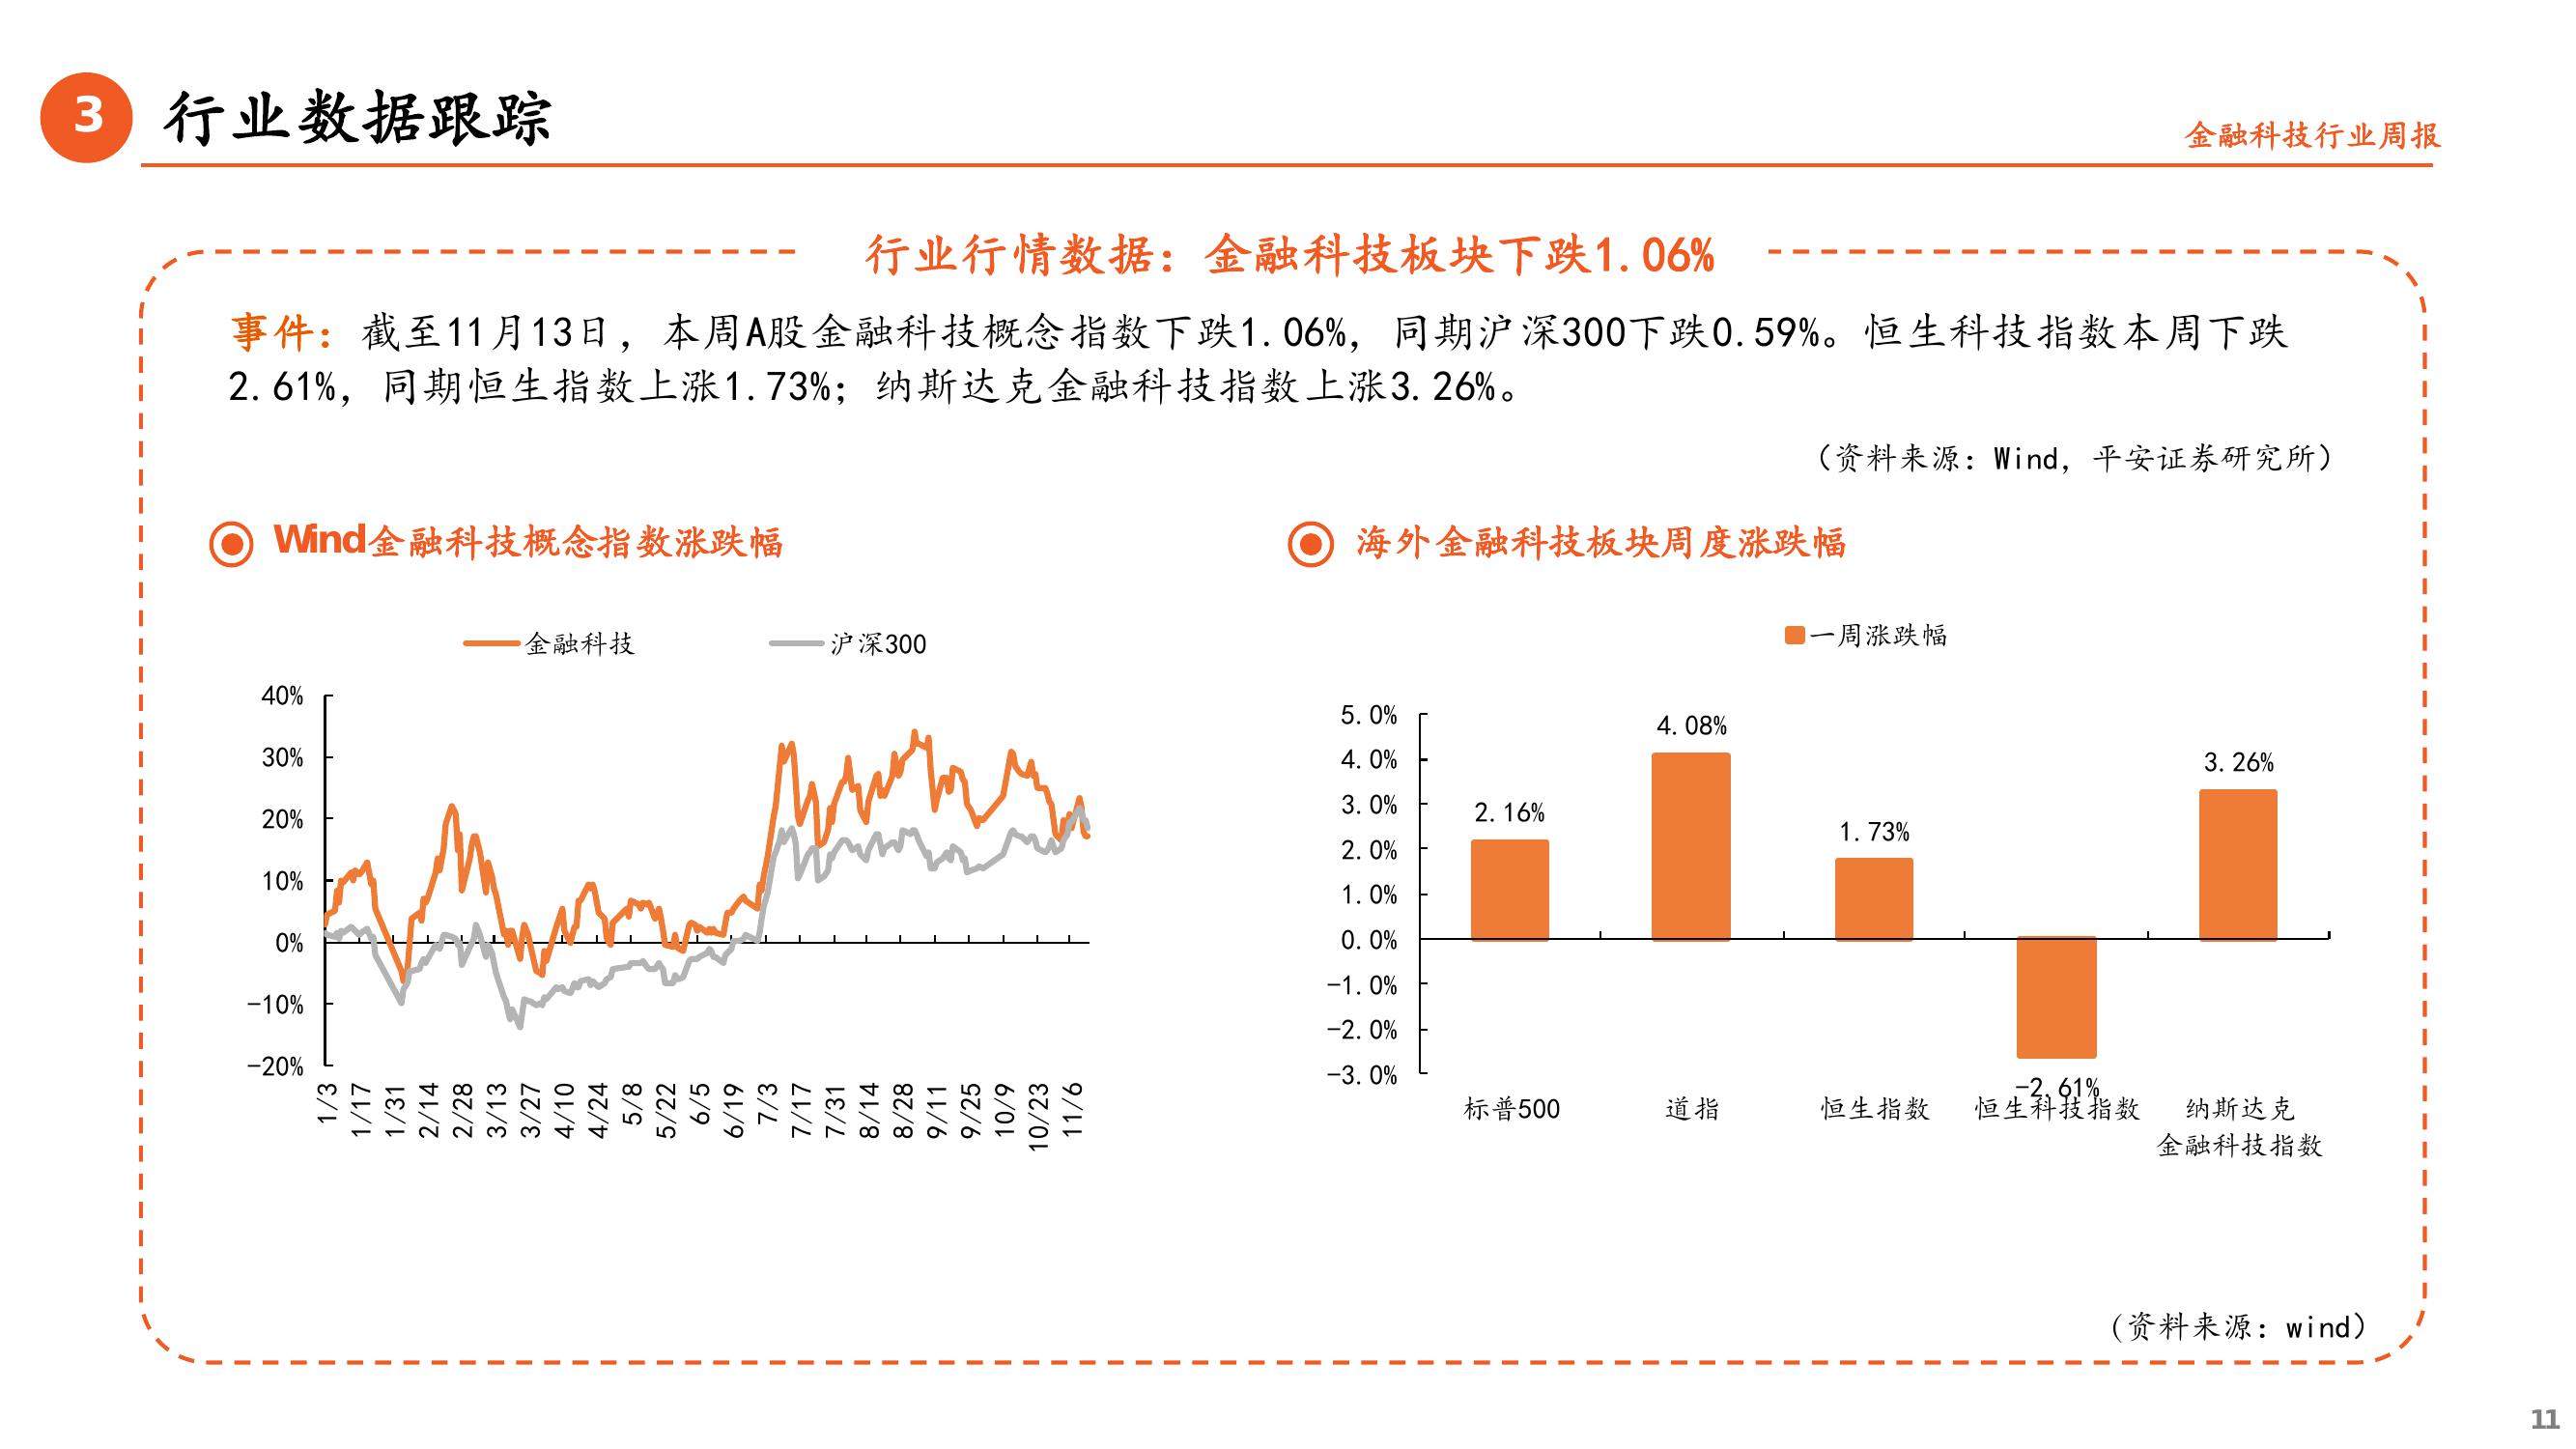 3
行业数据跟踪
金融科技行业周报
行业行情数据：金融科技板块下跌1.06%
事件：截至11月13日，本周A股金融科技概念指数下跌1.06%，同期沪深300下跌0.59%。恒生科技指数本周下跌
2.61%，同期恒生指数上涨1.73%；纳斯达克金融科技指数上涨3.26%。
（资料来源：Wind，平安证券研究所）
Wind金融科技概念指数涨跌幅
金融科技 沪深300
40%
30%
20%
10%
0%
-10%
-20%
1/3 1/17 1/31 2/14 2/28 3/13 3/27 4/10 4/24 5/8 5/22 6/5 6/19 7/3 7/17 7/31 8/14 8/28 9/11 9/25 10/9 10/23 11/6
海外金融科技板块周度涨跌幅
一周涨跌幅
5.0%
4.0%
3.0%
2.0%
1.0%
0.0%
-1.0%
-2.0%
-3.0%
2.16% 4.08% 1.73% -2.61% 3.26%
标普500 道指 恒生指数 恒生科技指数 纳斯达克
金融科技指数
（资料来源：wind）
11